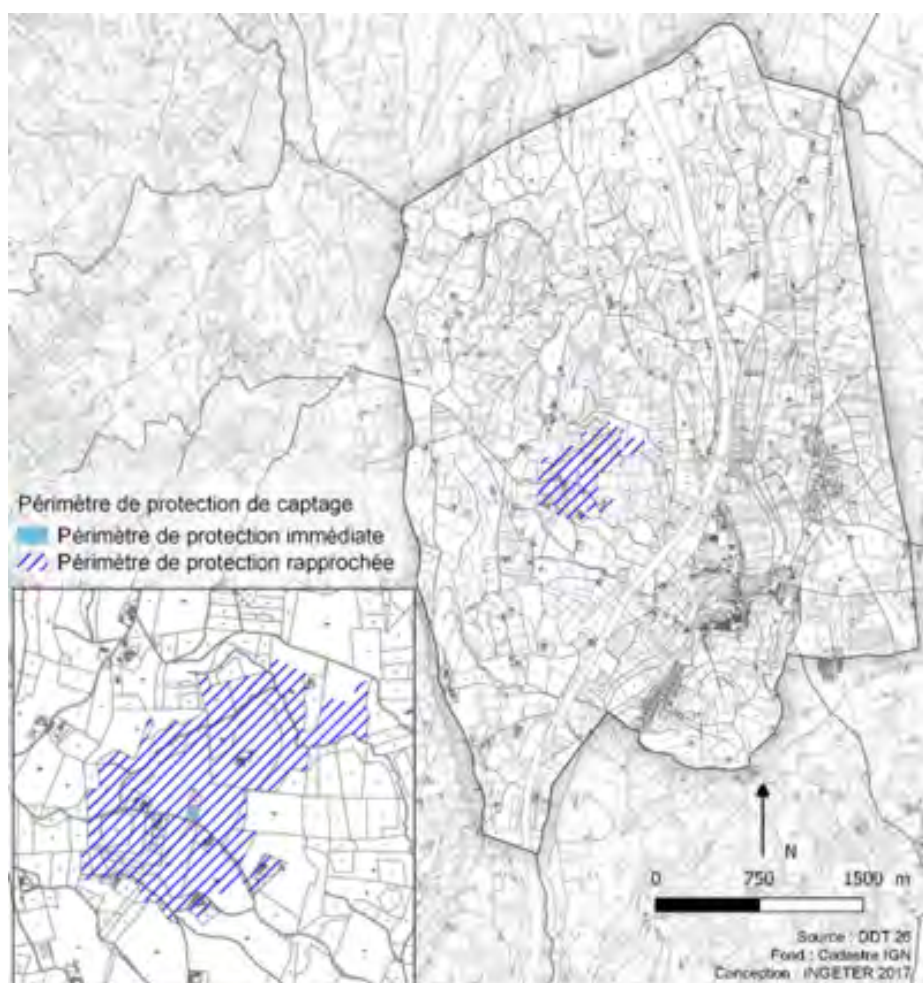 Périmètre de protection de captage
Périmètre de protection immédiate
Périmètre de protection rapprochée
N
0 750 1500 m
Source : DDT 26
Fond : Cadastre IGN
Conception : INGETER 2017